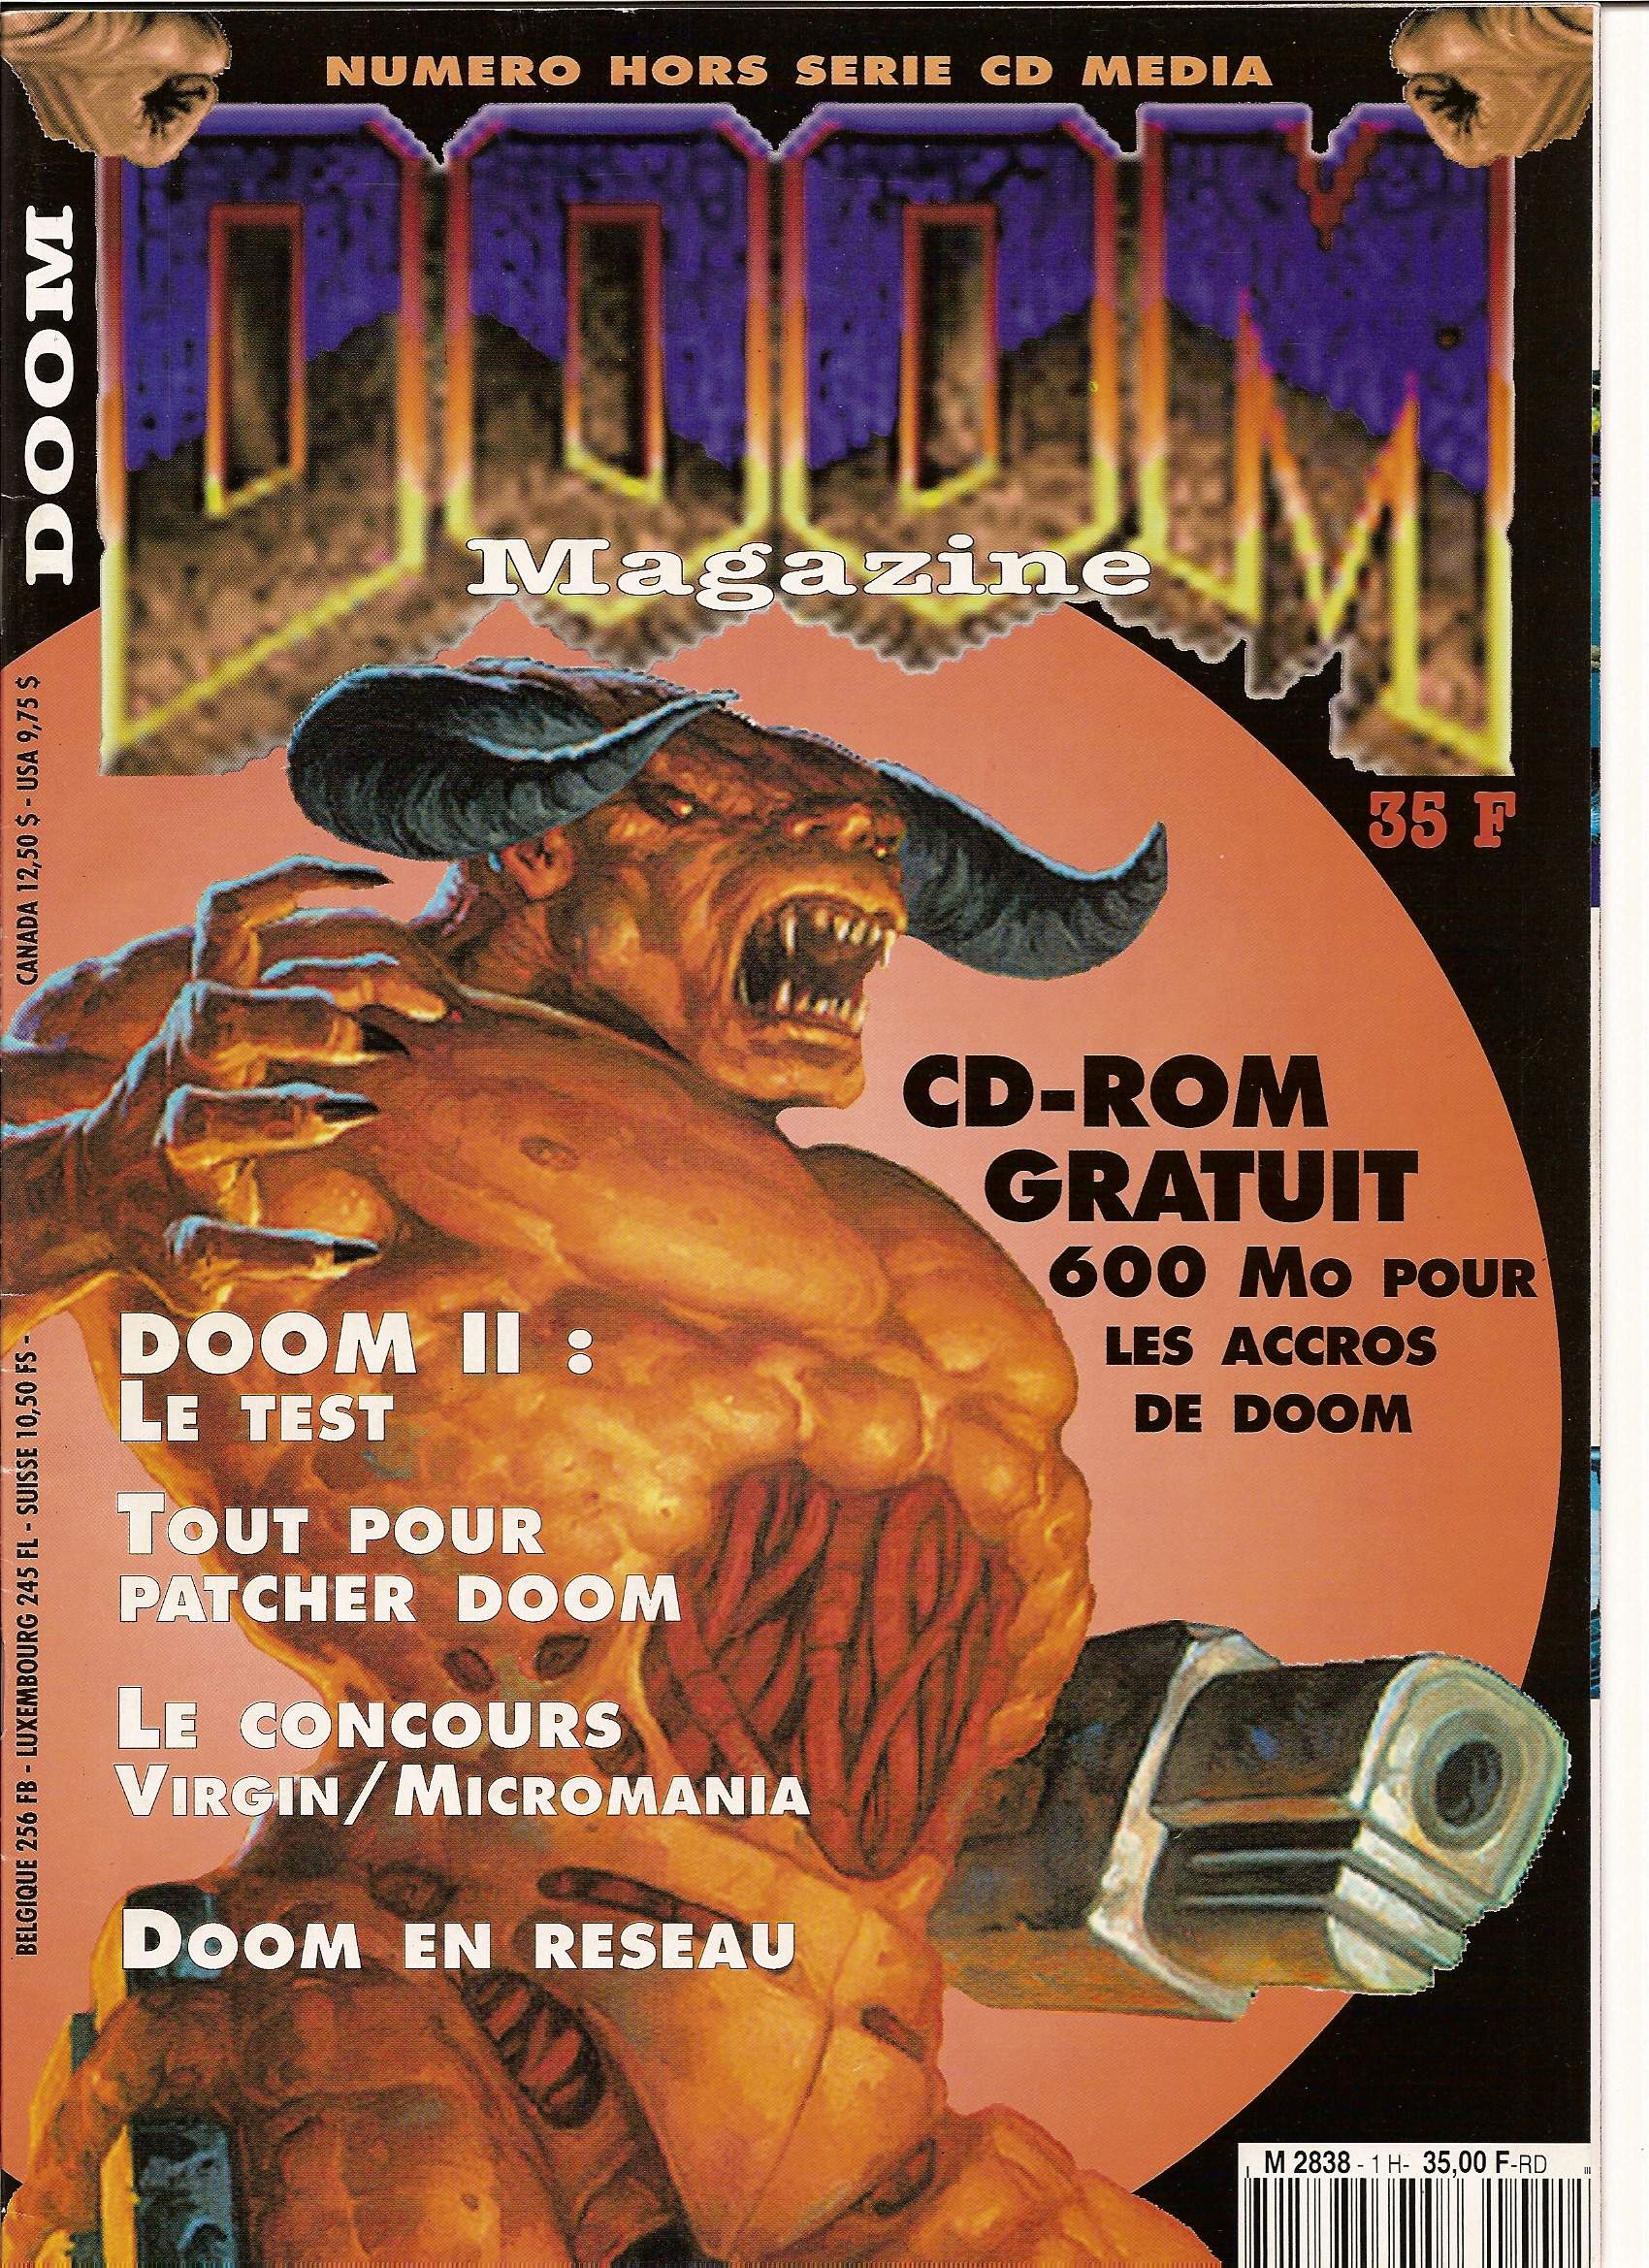 NUMERO HORS SERIE CD MEDIA
DOOM
Magazine
DOOM
35 F
CANADA 12,50 $ - USA 9,75 $
BELGIQUE 256 FB - LUXEMBOURG 245 FL - SUISSE 10,50 FS -
CD-ROM
GRATUIT
600 Mo POUR
LES ACCROS
DE DOOM
DOOM II :
LE TEST
TOUT POUR
PATCHER DOOM
LE CONCOURS
VIRGIN/MICROMANIA
DOOM EN RESEAU
M 2838 - 1 H- 35,00 F-RD